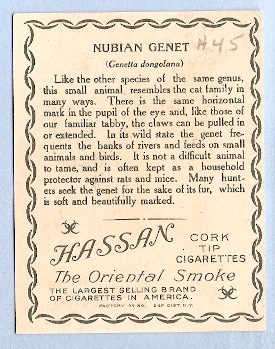 NUBIAN GENET
A45
(Genetta dongolana)
Like the other species of the same genus,
this small animal resembles the cat family in
many ways. There is the same horizontal
mark in the pupil of the eye and, like those of
our familiar tabby, the claws can be pulled in
or extended. In its wild state the genet fre-
quents the banks of rivers and feeds on small
animals and birds. It is not a difficult animal
to tame, and is often kept as a household
protector against rats and mice. Many hunt-
ers seek the genet for the sake of its fur, which
is soft and beautifully marked.
HASSAN
CORK
TIP
CIGARETTES
The Oriental Smoke
THE LARGEST SELLING BRAND
OF CIGARETTES IN AMERICA.
FACTORY No 30, 2D DIST. N.Y.